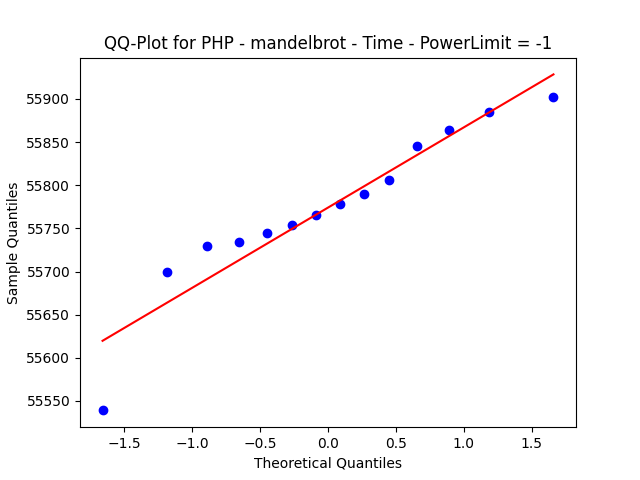 QQ-Plot for PHP - mandelbrot - Time - PowerLimit = -1
55900
55850
55800
55750
55700
55650
55600
55550
Sample Quantiles
−1.5 −1.0 −0.5 0.0 0.5 1.0 1.5
Theoretical Quantiles